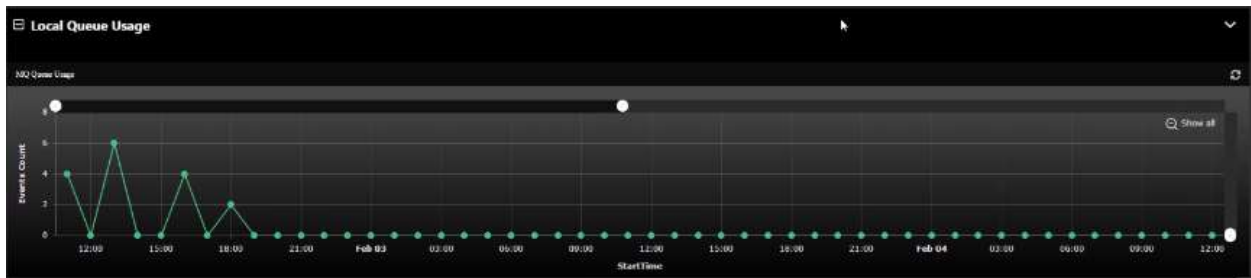 Local Queue Usage
MQ Queue Usage
Show all
Events Count
8
6
4
2
0
12:00 15:00 18:00 21:00 Feb 03 03:00 06:00 09:00 12:00 15:00 18:00 21:00 Feb 04 03:00 06:00 09:00 12:00
StartTime